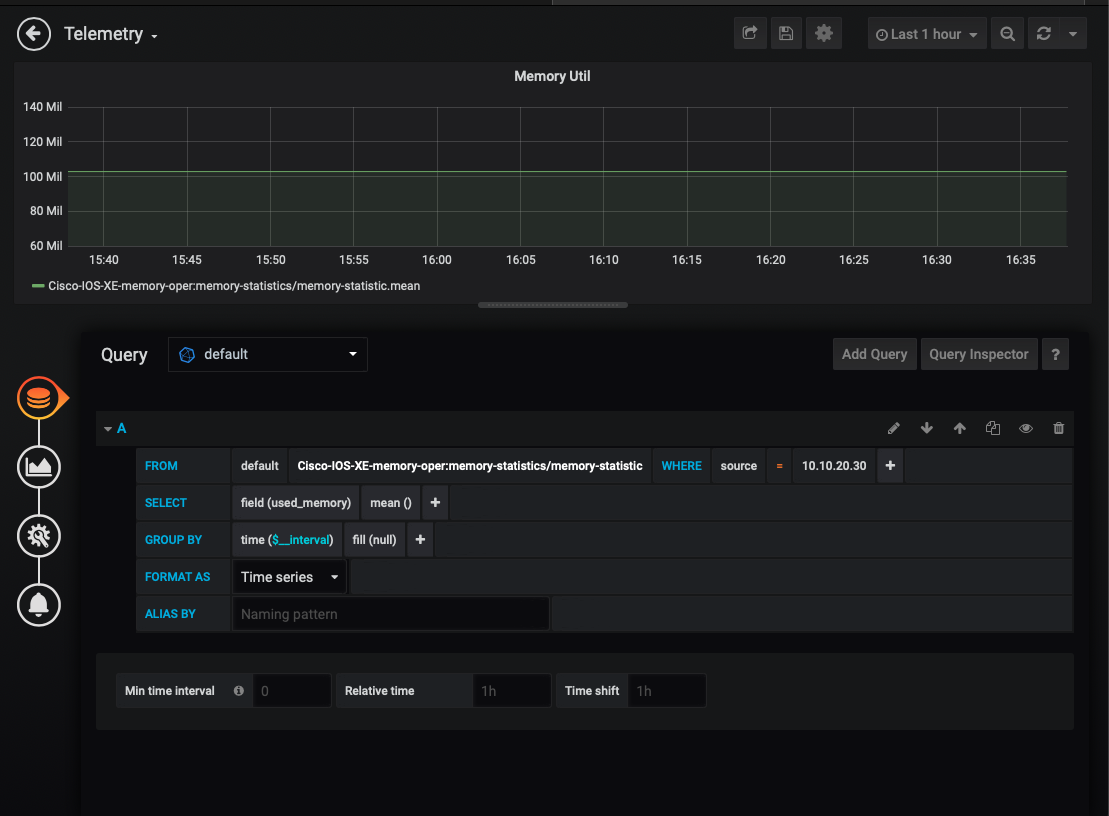 Telemetry
Last 1 hour
Memory Util
140 Mil
120 Mil
100 Mil
80 Mil
60 Mil
15:40 15:45 15:50 15:55 16:00 16:05 16:10 16:15 16:20 16:25 16:30 16:35
Cisco-IOS-XE-memory-oper:memory-statistics/memory-statistic.mean
Query default Add Query Query Inspector ?
A
FROM default Cisco-IOS-XE-memory-oper:memory-statistics/memory-statistic WHERE source = 10.10.20.30 +
SELECT field (used_memory) mean () +
GROUP BY time ($__interval) fill (null) +
FORMAT AS Time series
ALIAS BY Naming pattern
Min time interval 0 Relative time 1h Time shift 1h